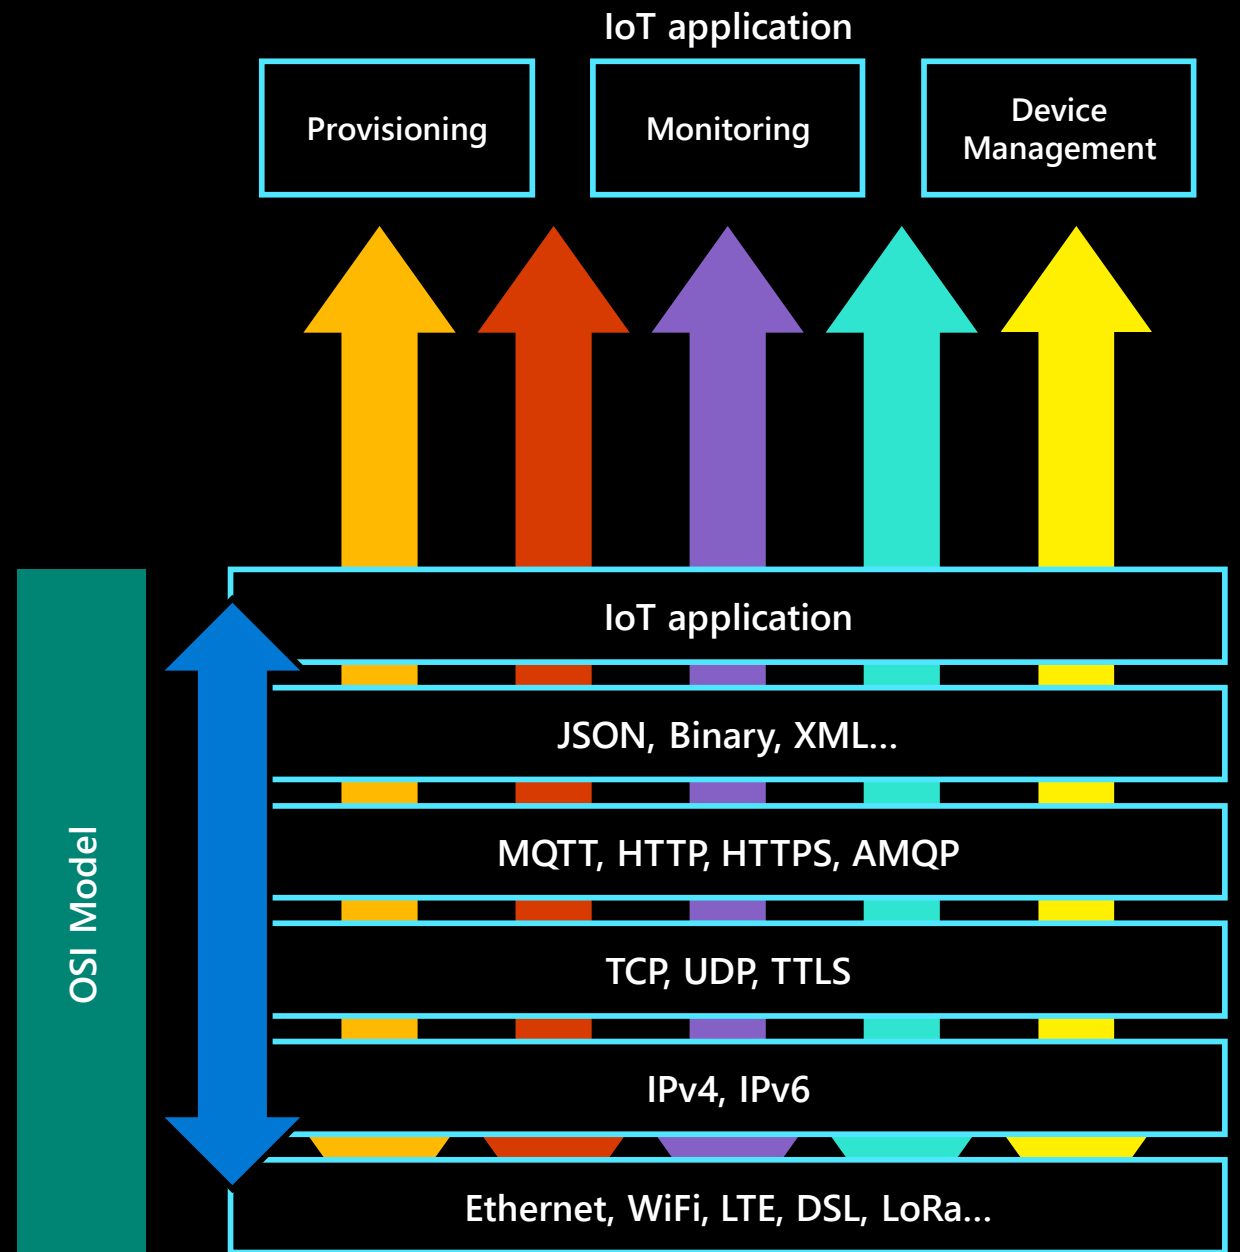 IoT application
Provisioning
Monitoring
Device
Management
OSI Model
IoT application
JSON, Binary, XML...
MQTT, HTTP, HTTPS, AMQP
TCP, UDP, TTLS
IPv4, IPv6
Ethernet, WiFi, LTE, DSL, LoRa...